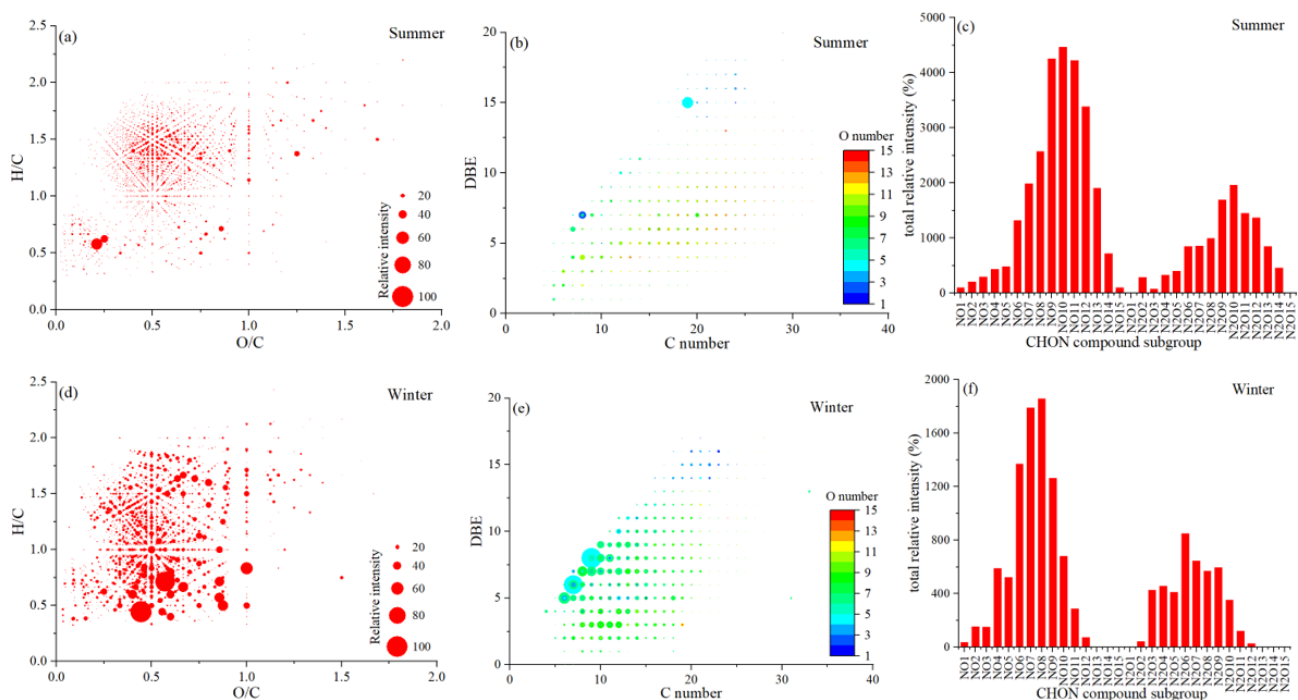 (a)
Summer
2.5
2.0
1.5
1.0
0.5
0.0
H/C
0.0
0.5
1.0
1.5
2.0
O/C
Relative intensity
20
40
60
80
100
(b)
Summer
20
15
10
5
0
DBE
0
10
20
30
40
C number
O number
15
13
11
9
7
5
3
1
(c)
Summer
5000
4000
3000
2000
1000
0
total relative intensity (%)
NO1
NO2
NO3
NO4
NO5
NO6
NO7
NO8
NO9
NO10
NO11
NO12
NO13
NO14
NO15
N2O1
N2O2
N2O3
N2O4
N2O5
N2O6
N2O7
N2O8
N2O9
N2O10
N2O11
N2O12
N2O13
N2O14
N2O15
CHON compound subgroup
(d)
Winter
2.5
2.0
1.5
1.0
0.5
0.0
H/C
0.0
0.5
1.0
1.5
2.0
O/C
Relative intensity
20
40
60
80
100
(e)
Winter
20
15
10
5
0
DBE
0
10
20
30
40
C number
O number
15
13
11
9
7
5
3
1
(f)
Winter
2000
1600
1200
800
400
0
total relative intensity (%)
NO1
NO2
NO3
NO4
NO5
NO6
NO7
NO8
NO9
NO10
NO11
NO12
NO13
NO14
NO15
N2O1
N2O2
N2O3
N2O4
N2O5
N2O6
N2O7
N2O8
N2O9
N2O10
N2O11
N2O12
N2O13
N2O14
N2O15
CHON compound subgroup